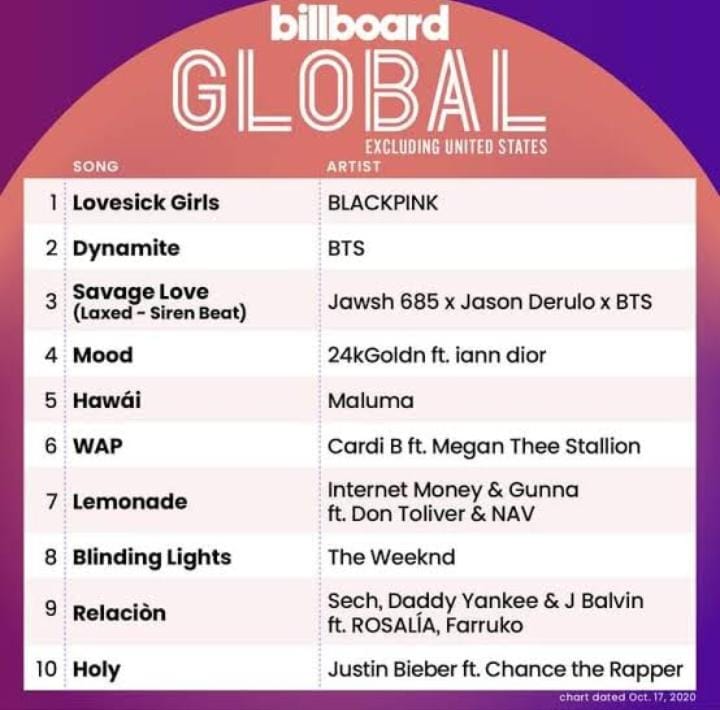 billboard
GLOBAL
EXCLUDING UNITED STATES
SONG ARTIST
1 Lovesick Girls BLACKPINK
2 Dynamite BTS
3 Savage Love
(Laxed - Siren Beat) Jawsh 685 x Jason Derulo x BTS
4 Mood 24kGoldn ft. iann dior
5 Hawái Maluma
6 WAP Cardi B ft. Megan Thee Stallion
7 Lemonade Internet Money & Gunna
ft. Don Toliver & NAV
8 Blinding Lights The Weeknd
9 Relaciòn Sech, Daddy Yankee & J Balvin
ft. ROSALÍA, Farruko
10 Holy Justin Bieber ft. Chance the Rapper
chart dated Oct. 17, 2020